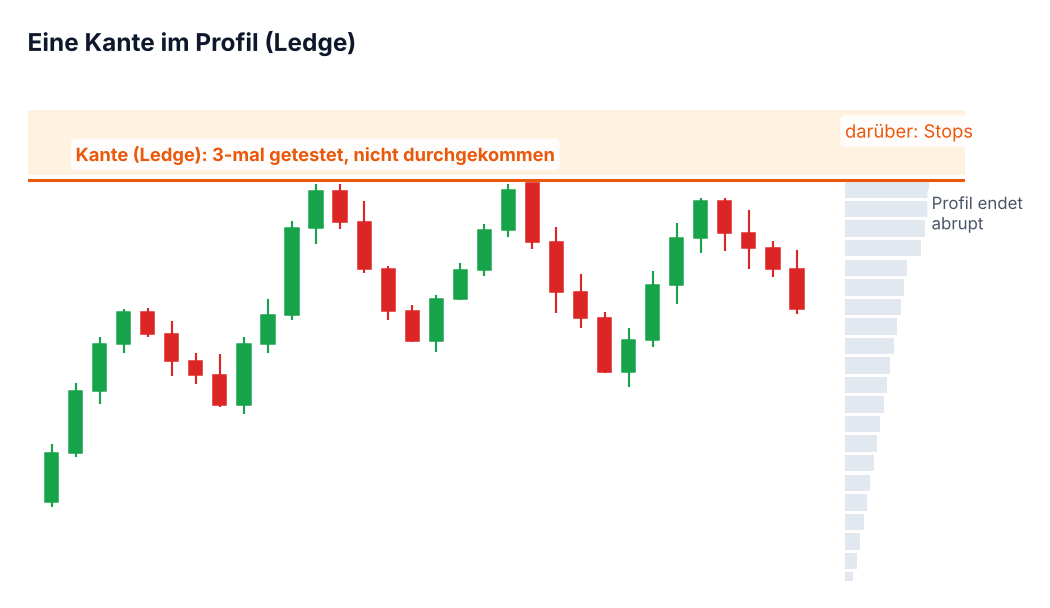 Eine Kante im Profil (Ledge)
darüber: Stops
Kante (Ledge): 3-mal getestet, nicht durchgekommen
Profil endet
abrupt